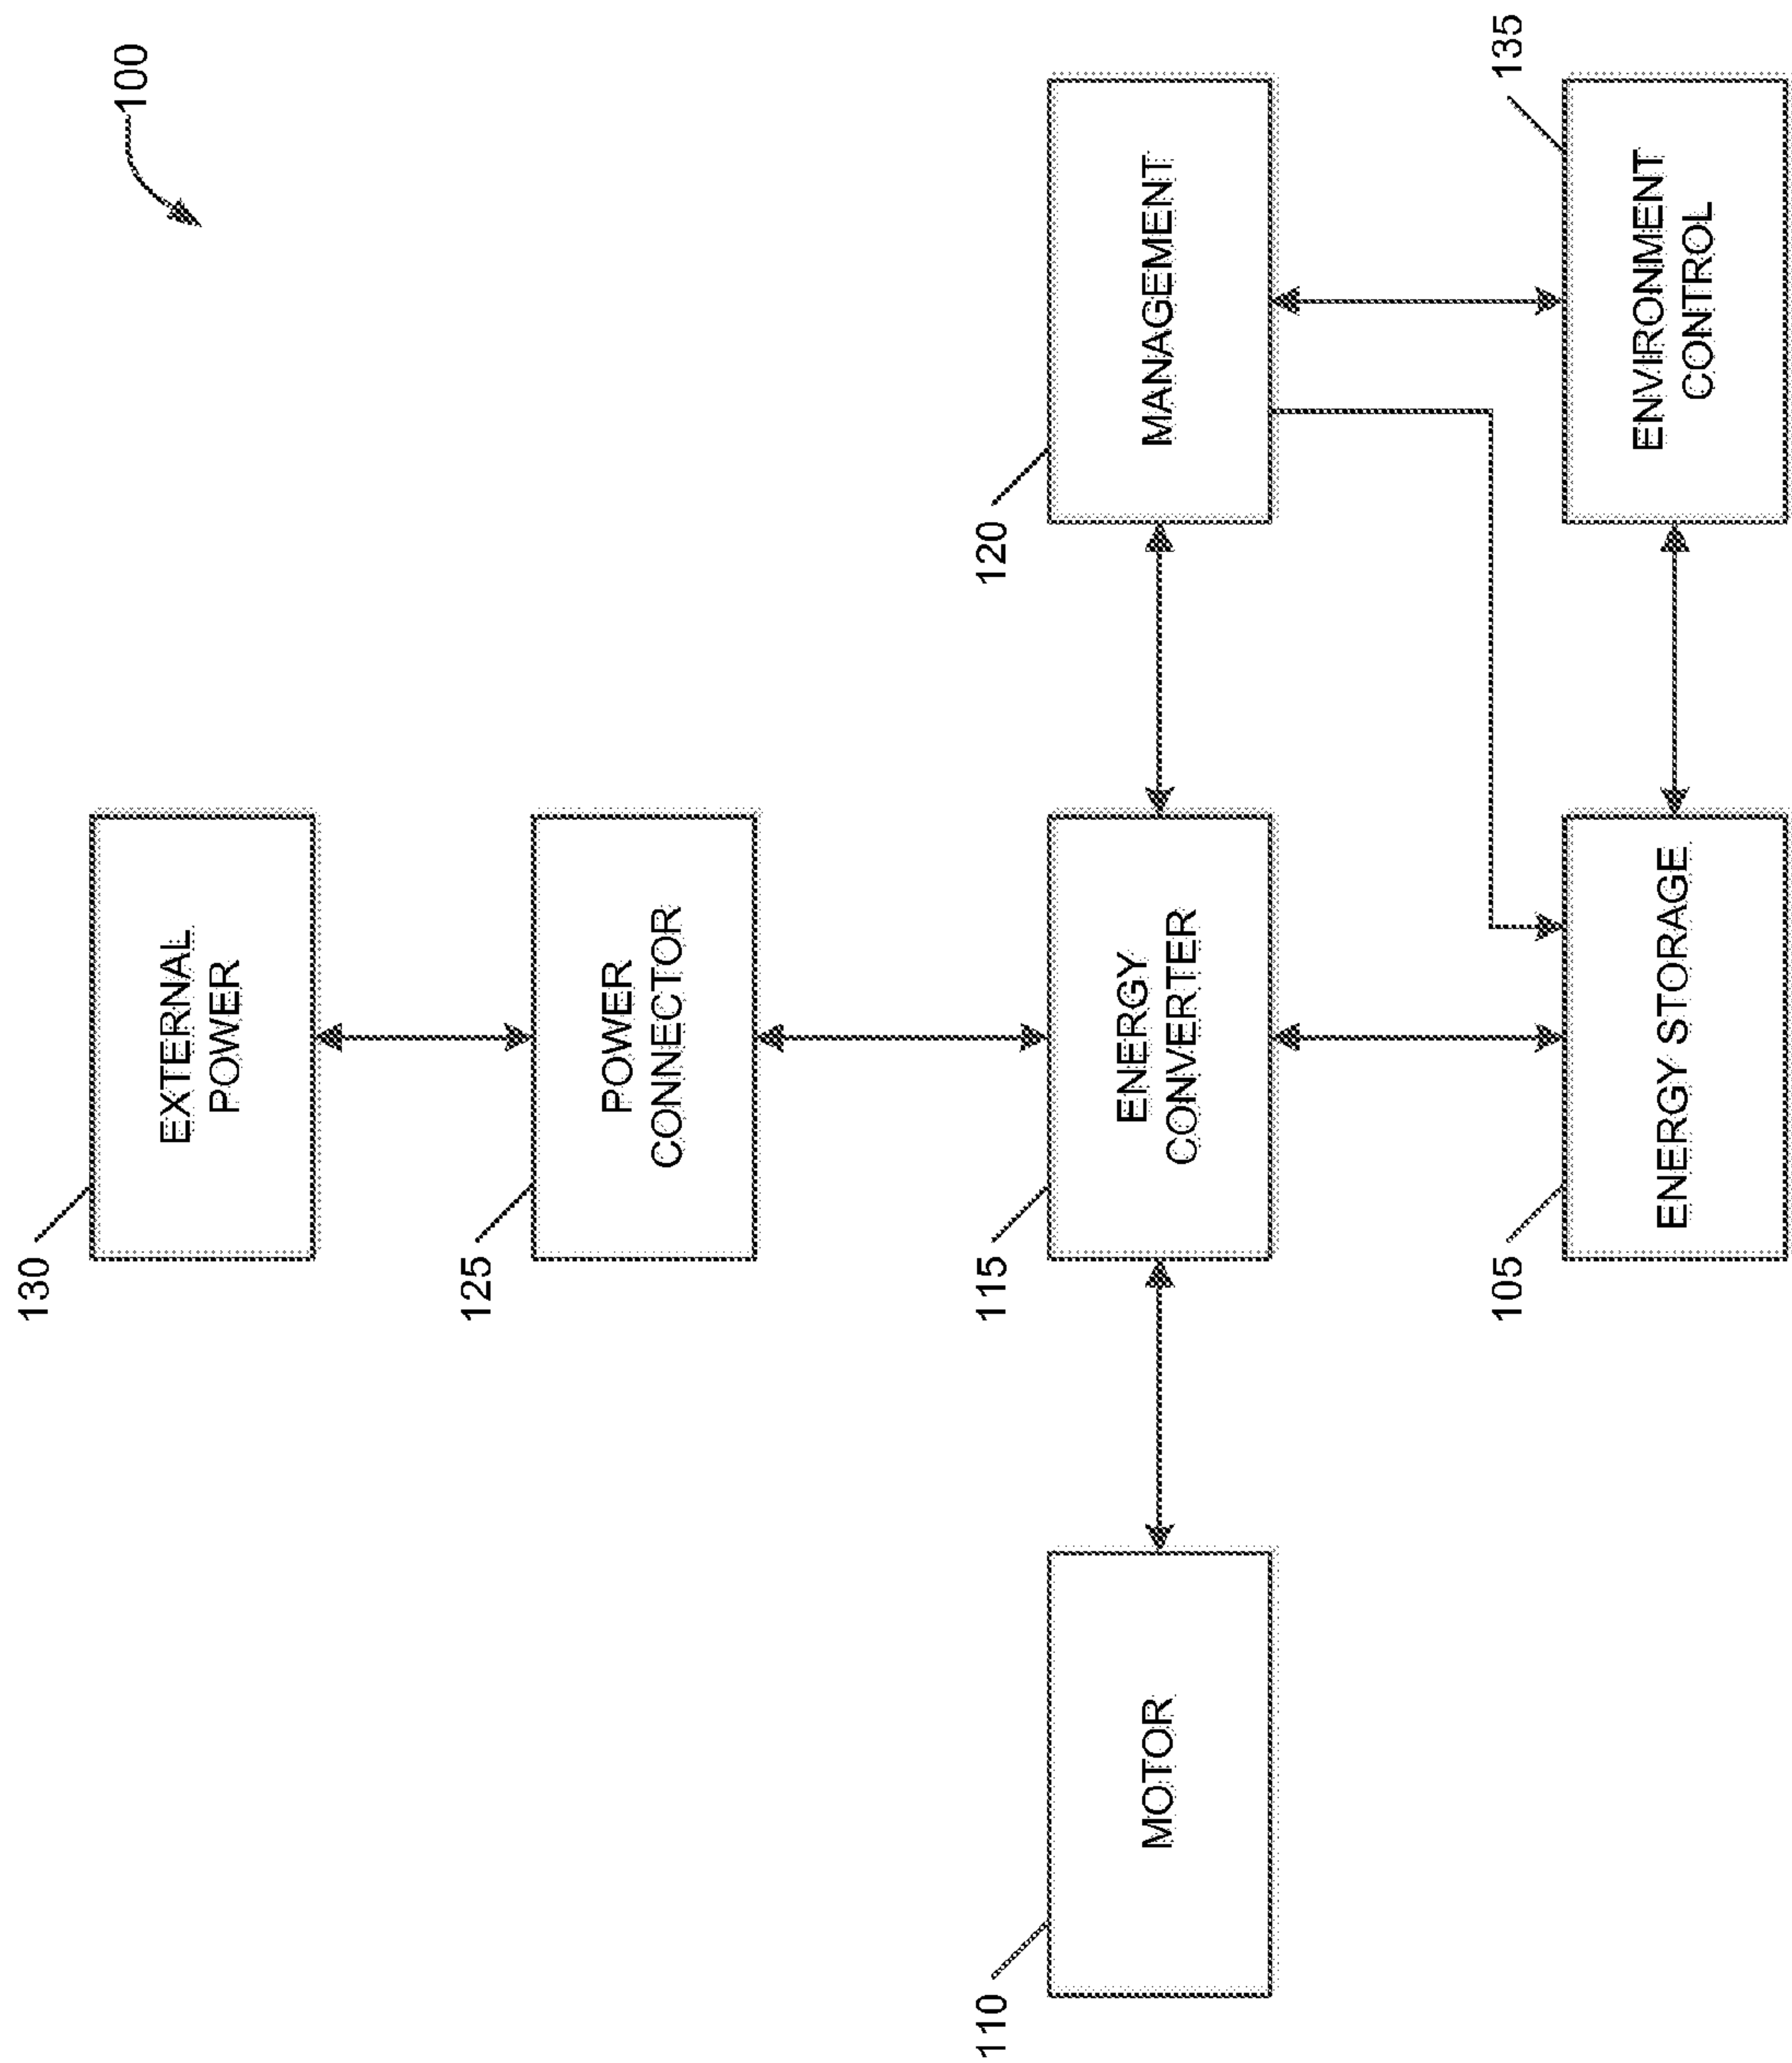 100
130
EXTERNAL
POWER
125
POWER
CONNECTOR
110
MOTOR
115
ENERGY
CONVERTER
120
MANAGEMENT
105
ENERGY STORAGE
135
ENVIRONMENT
CONTROL